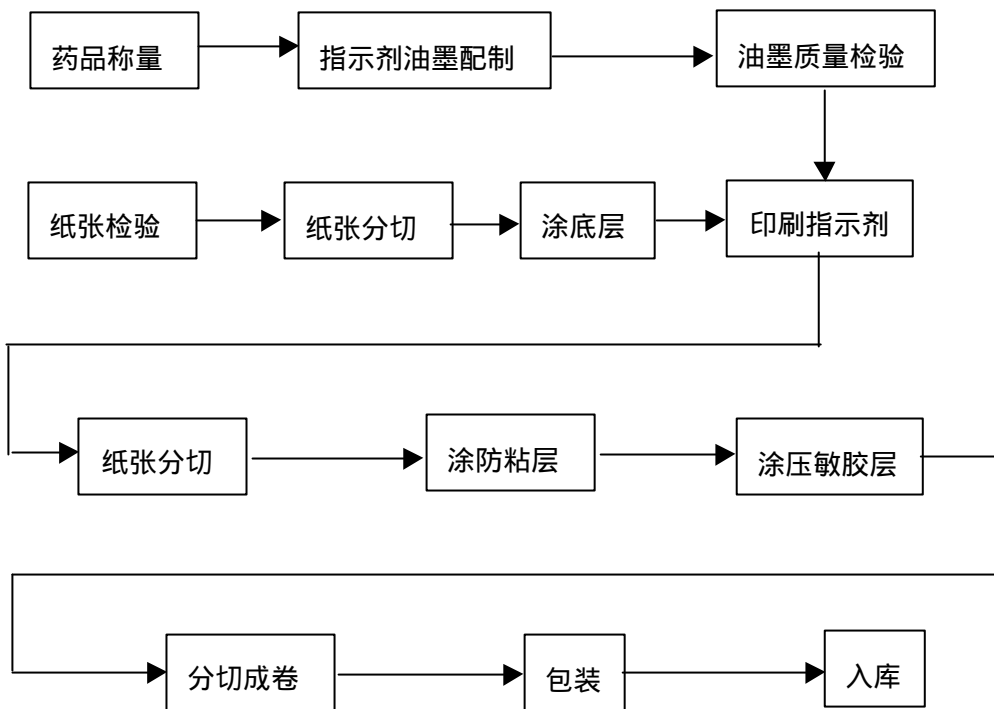 药品称量
指示剂油墨配制
油墨质量检验
纸张检验
纸张分切
涂底层
印刷指示剂
纸张分切
涂防粘层
涂压敏胶层
分切成卷
包装
入库